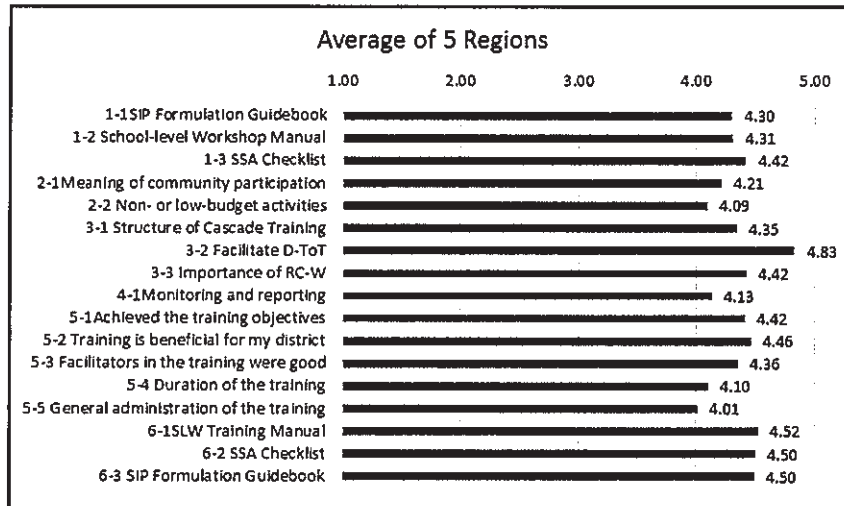 Average of 5 Regions
1.00 2.00 3.00 4.00 5.00
1-1SIP Formulation Guidebook 4.30
1-2 School-level Workshop Manual 4.31
1-3 SSA Checklist 4.42
2-1Meaning of community participation 4.21
2-2 Non- or low-budget activities 4.09
3-1 Structure of Cascade Training 4.35
3-2 Facilitate D-ToT 4.83
3-3 Importance of RC-W 4.42
4-1Monitoring and reporting 4.13
5-1Achieved the training objectives 4.42
5-2 Training is beneficial for my district 4.46
5-3 Facilitators in the training were good 4.36
5-4 Duration of the training 4.10
5-5 General administration of the training 4.01
6-1SLW Training Manual 4.52
6-2 SSA Checklist 4.50
6-3 SIP Formulation Guidebook 4.50